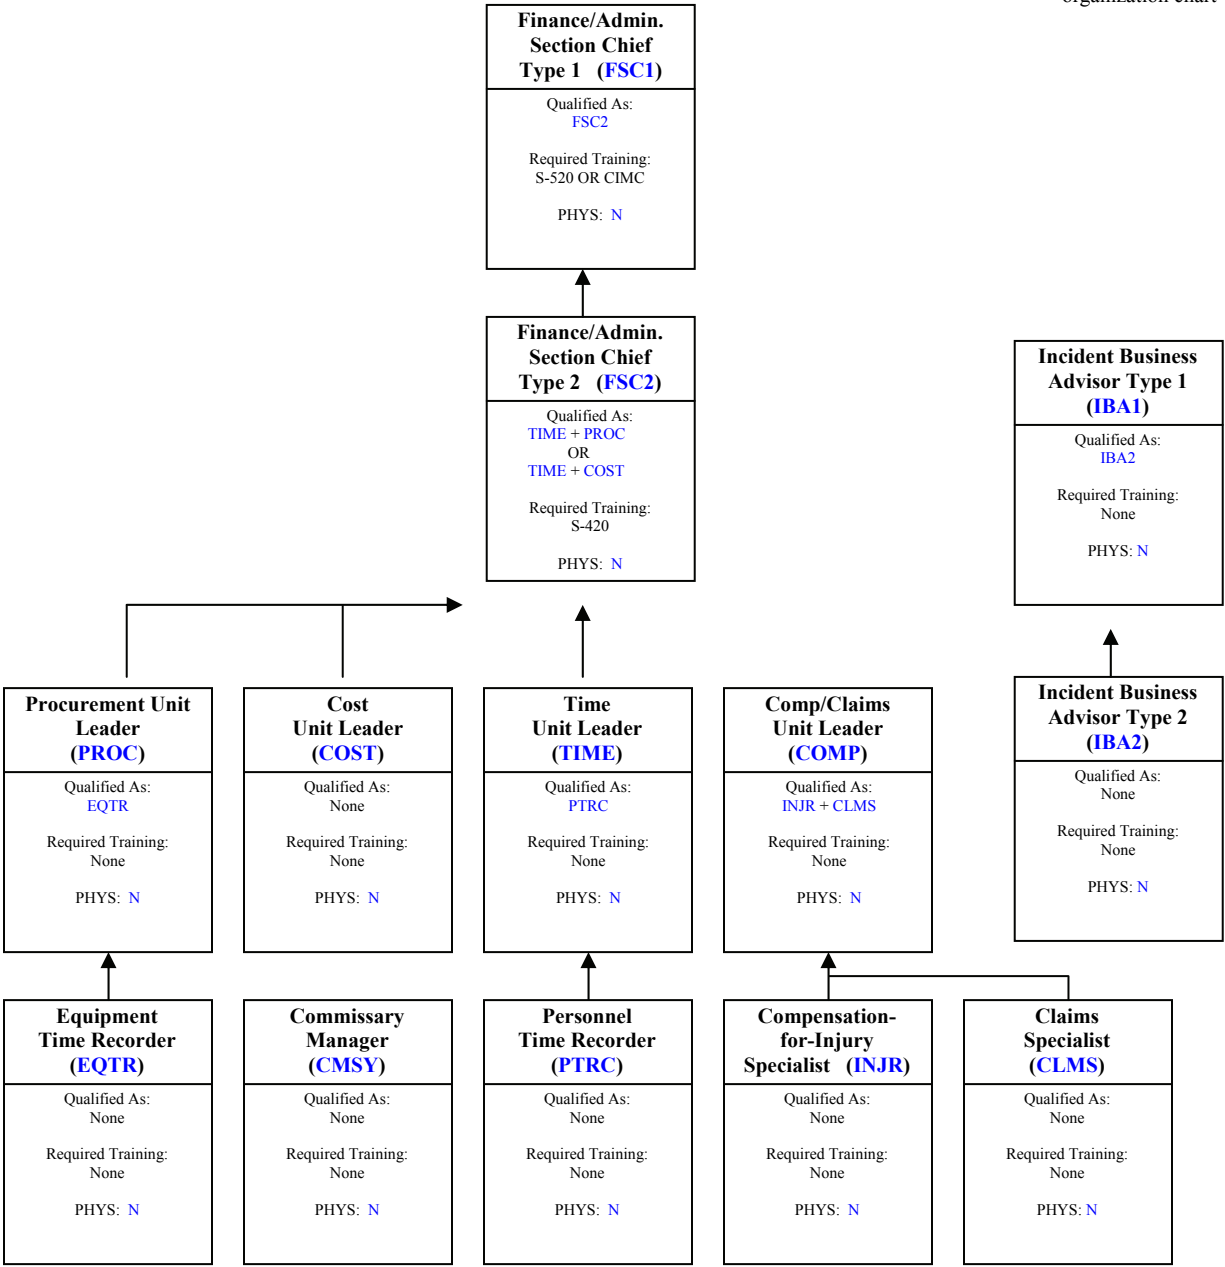 organization chart
Finance/Admin.
Section Chief
Type 1 (FSC1)
Qualified As:
FSC2
Required Training:
S-520 OR CIMC
PHYS: N
Finance/Admin.
Section Chief
Type 2 (FSC2)
Qualified As:
TIME + PROC
OR
TIME + COST
Required Training:
S-420
PHYS: N
Incident Business
Advisor Type 1
(IBA1)
Qualified As:
IBA2
Required Training:
None
PHYS: N
Procurement Unit
Leader
(PROC)
Qualified As:
EQTR
Required Training:
None
PHYS: N
Cost
Unit Leader
(COST)
Qualified As:
None
Required Training:
None
PHYS: N
Time
Unit Leader
(TIME)
Qualified As:
PTRC
Required Training:
None
PHYS: N
Comp/Claims
Unit Leader
(COMP)
Qualified As:
INJR + CLMS
Required Training:
None
PHYS: N
Incident Business
Advisor Type 2
(IBA2)
Qualified As:
None
Required Training:
None
PHYS: N
Equipment
Time Recorder
(EQTR)
Qualified As:
None
Required Training:
None
PHYS: N
Commissary
Manager
(CMSY)
Qualified As:
None
Required Training:
None
PHYS: N
Personnel
Time Recorder
(PTRC)
Qualified As:
None
Required Training:
None
PHYS: N
Compensation-
for-Injury
Specialist (INJR)
Qualified As:
None
Required Training:
None
PHYS: N
Claims
Specialist
(CLMS)
Qualified As:
None
Required Training:
None
PHYS: N